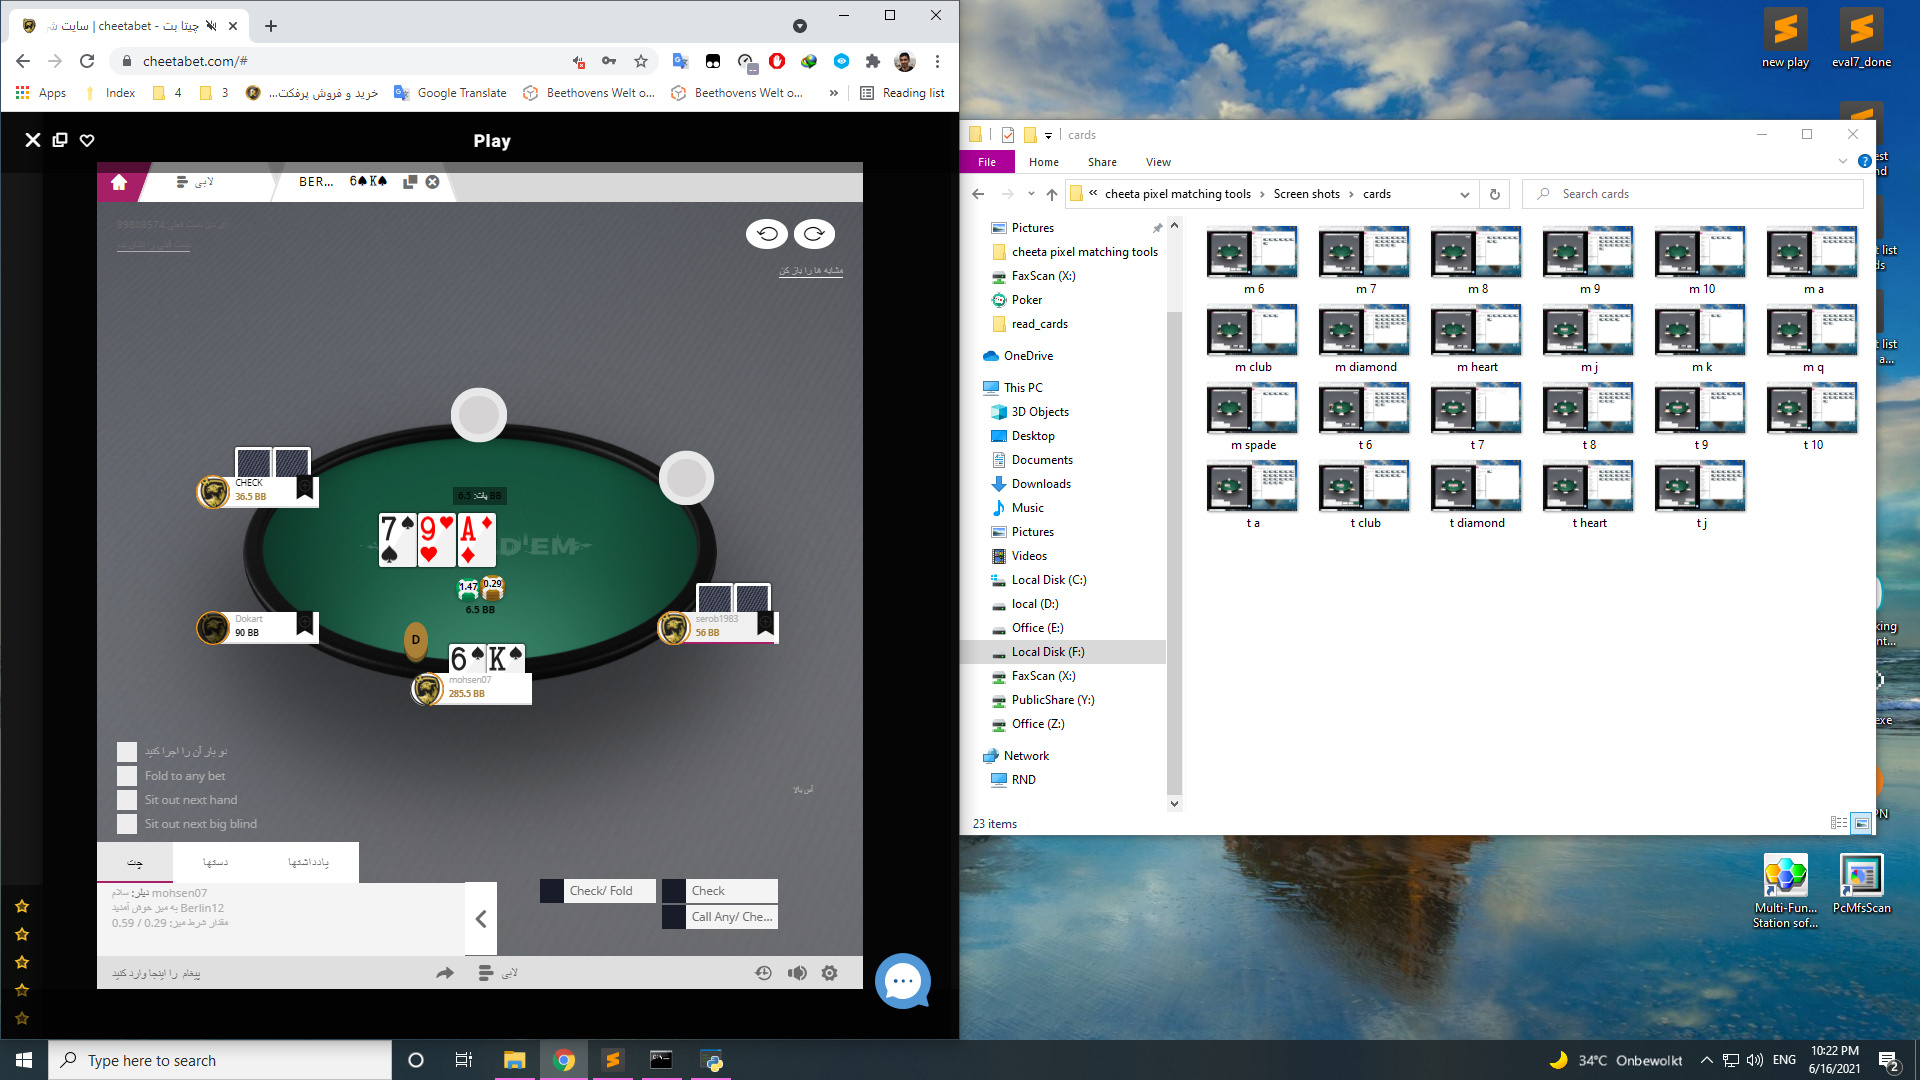 چیتا بت - cheetabet | سایت شر
cheetabet.com/#
Apps
Index
4
3
خرید و فروش پرفکت...
Google Translate
Beethovens Welt o...
Beethovens Welt o...
»
Reading list
Play
لابی
BER...
6♠K♠
مشابه ها را باز کن
CHECK
36.5 BB
پات: 6.5 BB
7 9 A
1.47
0.29
6.5 BB
Dokart
90 BB
D
serob1983
56 BB
6 K
mohsen07
285.5 BB
دو بار آن را اجرا کنید
Fold to any bet
Sit out next hand
Sit out next big blind
آس بالا
چت
دستها
یادداشتها
دیلر: سلام mohsen07
به میز خوش آمدید Berlin12
مقدار شرط میز: 0.29 / 0.59
Check/ Fold
Check
Call Any/ Che...
پیغام را اینجا وارد کنید
لابی
cards
File
Home
Share
View
« cheeta pixel matching tools › Screen shots › cards
Search cards
Pictures
cheeta pixel matching tools
FaxScan (X:)
Poker
read_cards
OneDrive
This PC
3D Objects
Desktop
Documents
Downloads
Music
Pictures
Videos
Local Disk (C:)
local (D:)
Office (E:)
Local Disk (F:)
FaxScan (X:)
PublicShare (Y:)
Office (Z:)
Network
RND
m 6
m 7
m 8
m 9
m 10
m a
m club
m diamond
m heart
m j
m k
m q
m spade
t 6
t 7
t 8
t 9
t 10
t a
t club
t diamond
t heart
t j
23 items
new play
eval7_done
Multi-Fun...
Station sof...
PcMfsScan
Type here to search
34°C Onbewolkt
ENG
10:22 PM
6/16/2021
2